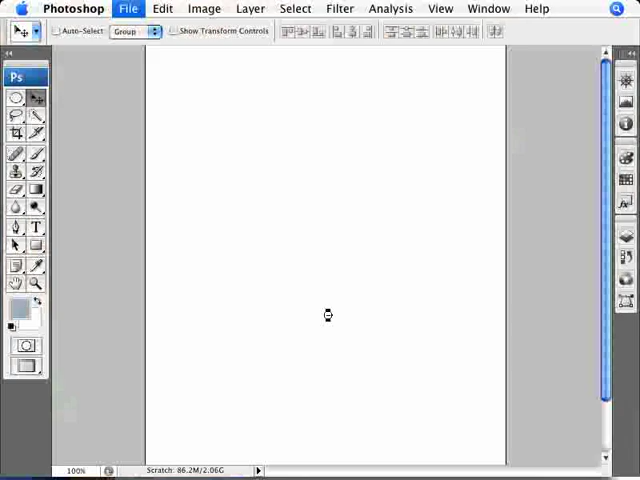 Photoshop File Edit Image Layer Select Filter Analysis View Window Help
Auto-Select Group Show Transform Controls
Ps
T
100% Scratch: 86.2M/2.06G